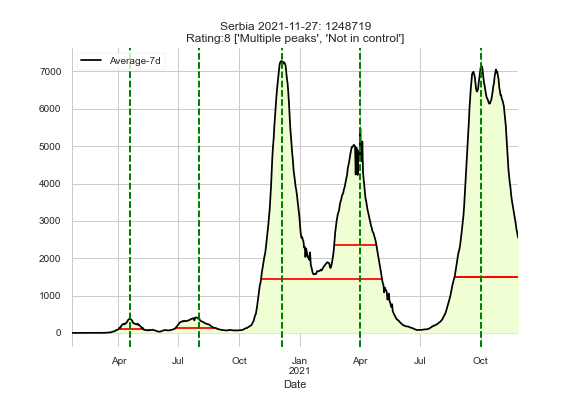 Serbia 2021-11-27: 1248719
Rating:8 ['Multiple peaks', 'Not in control']
Average-7d
7000
6000
5000
4000
3000
2000
1000
0
Apr Jul Oct Jan Apr Jul Oct
2021
Date